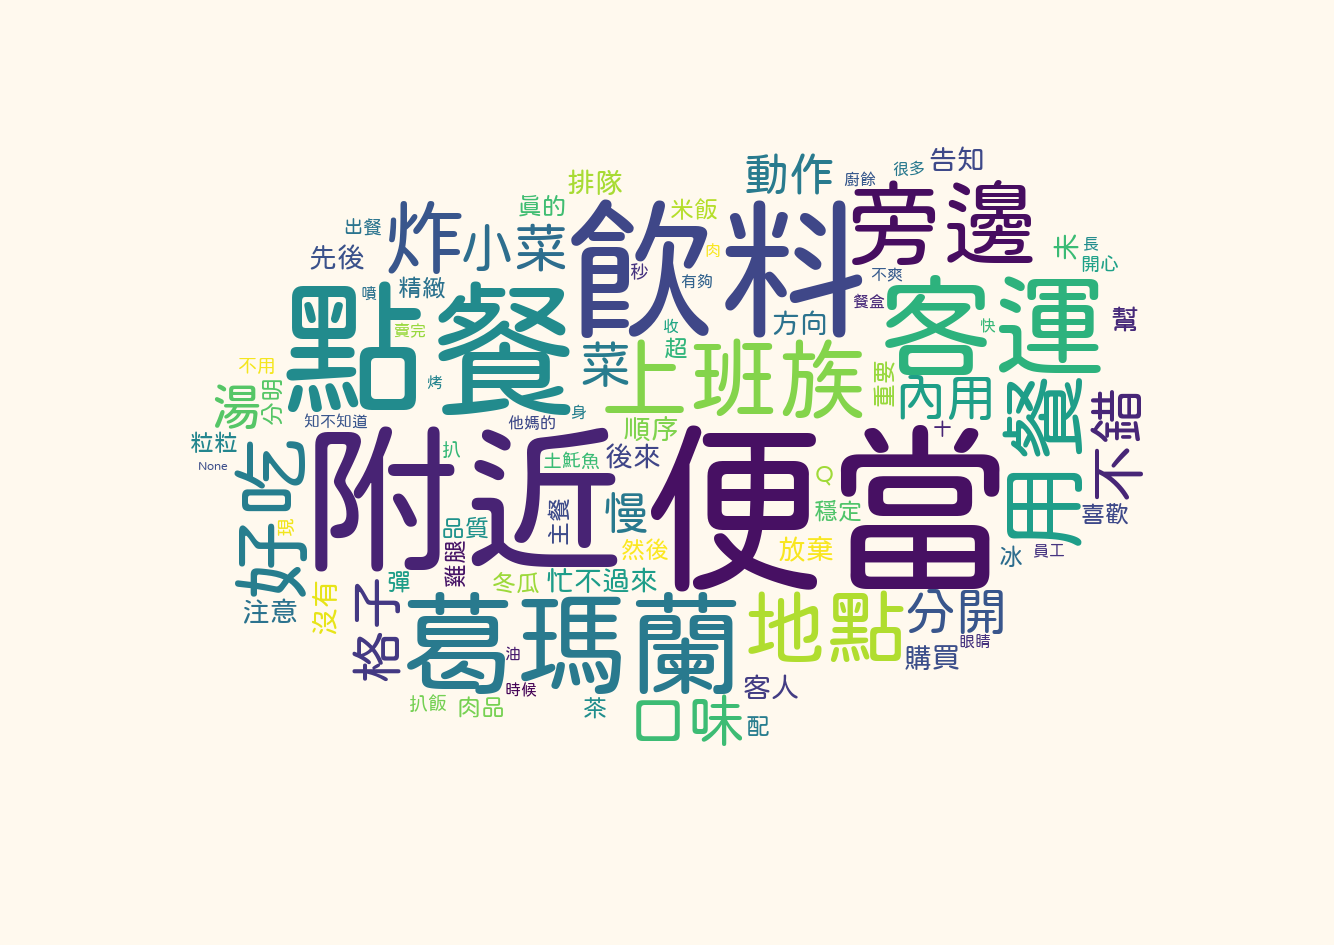 告知
動作
很多
廚餘
排隊
旁邊
真的
米飯
飲料
炸
小菜
出餐
先後
肉
秒
有夠
不爽
未
長
開心
精緻
噴
點餐
賣完
收
超
方向
餐盒
客運
快
幫
不用
湯
分明
烤
菜
上班族
重要
內用
用餐
不錯
知不知道
他媽的
身
順序
十
粒粒
None
好吃
現
附近
扒
土魠魚
後來
便當
Q
穩定
喜歡
品質
主餐
慢
雞腿
然後
放棄
冰
員工
彈
冬瓜
忙不過來
注意
沒有
格子
葛瑪蘭
地點
分開
眼睛
購買
油
時候
客人
扒飯
肉品
茶
口味
配